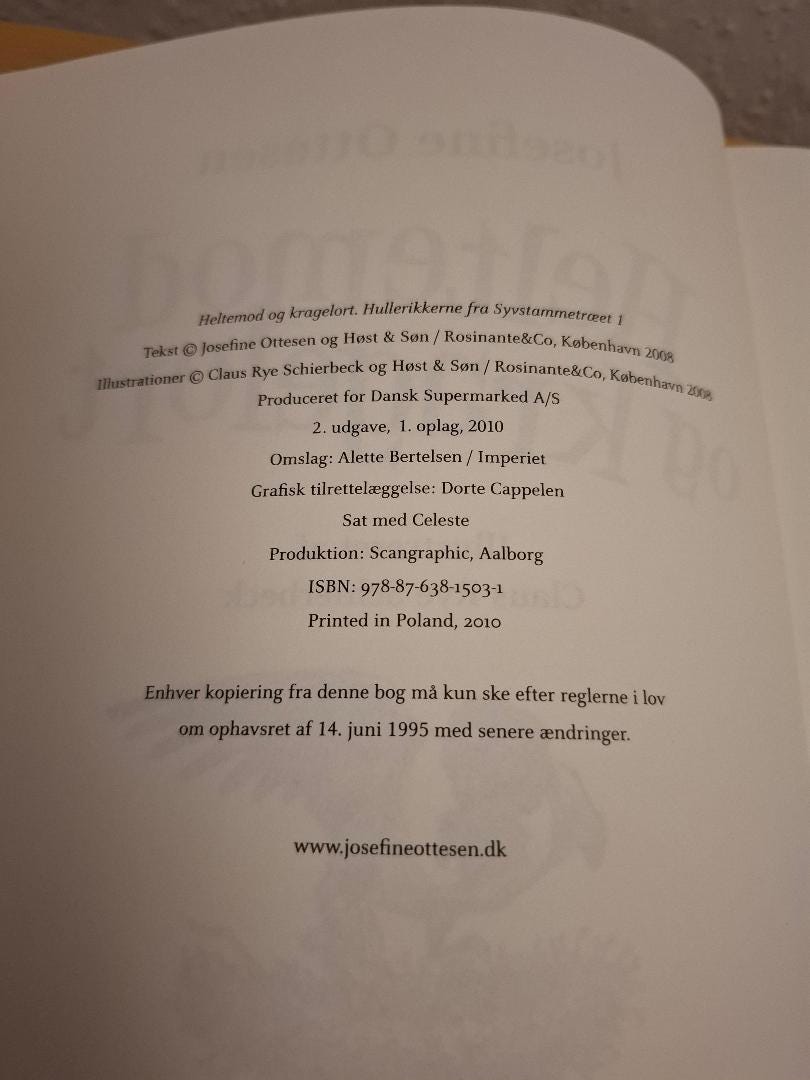 Heltemod og kragelort. Hullerikkerne fra Syvstammetræet 1
Tekst © Josefine Ottesen og Høst & Søn / Rosinante&Co, København 2008
Illustrationer © Claus Rye Schierbeck og Høst & Søn / Rosinante&Co, København 2008
Produceret for Dansk Supermarked A/S
2. udgave, 1. oplag, 2010
Omslag: Alette Bertelsen / Imperiet
Grafisk tilrettelæggelse: Dorte Cappelen
Sat med Celeste
Produktion: Scangraphic, Aalborg
ISBN: 978-87-638-1503-1
Printed in Poland, 2010
Enhver kopiering fra denne bog må kun ske efter reglerne i lov
om ophavsret af 14. juni 1995 med senere ændringer.
www.josefineottesen.dk